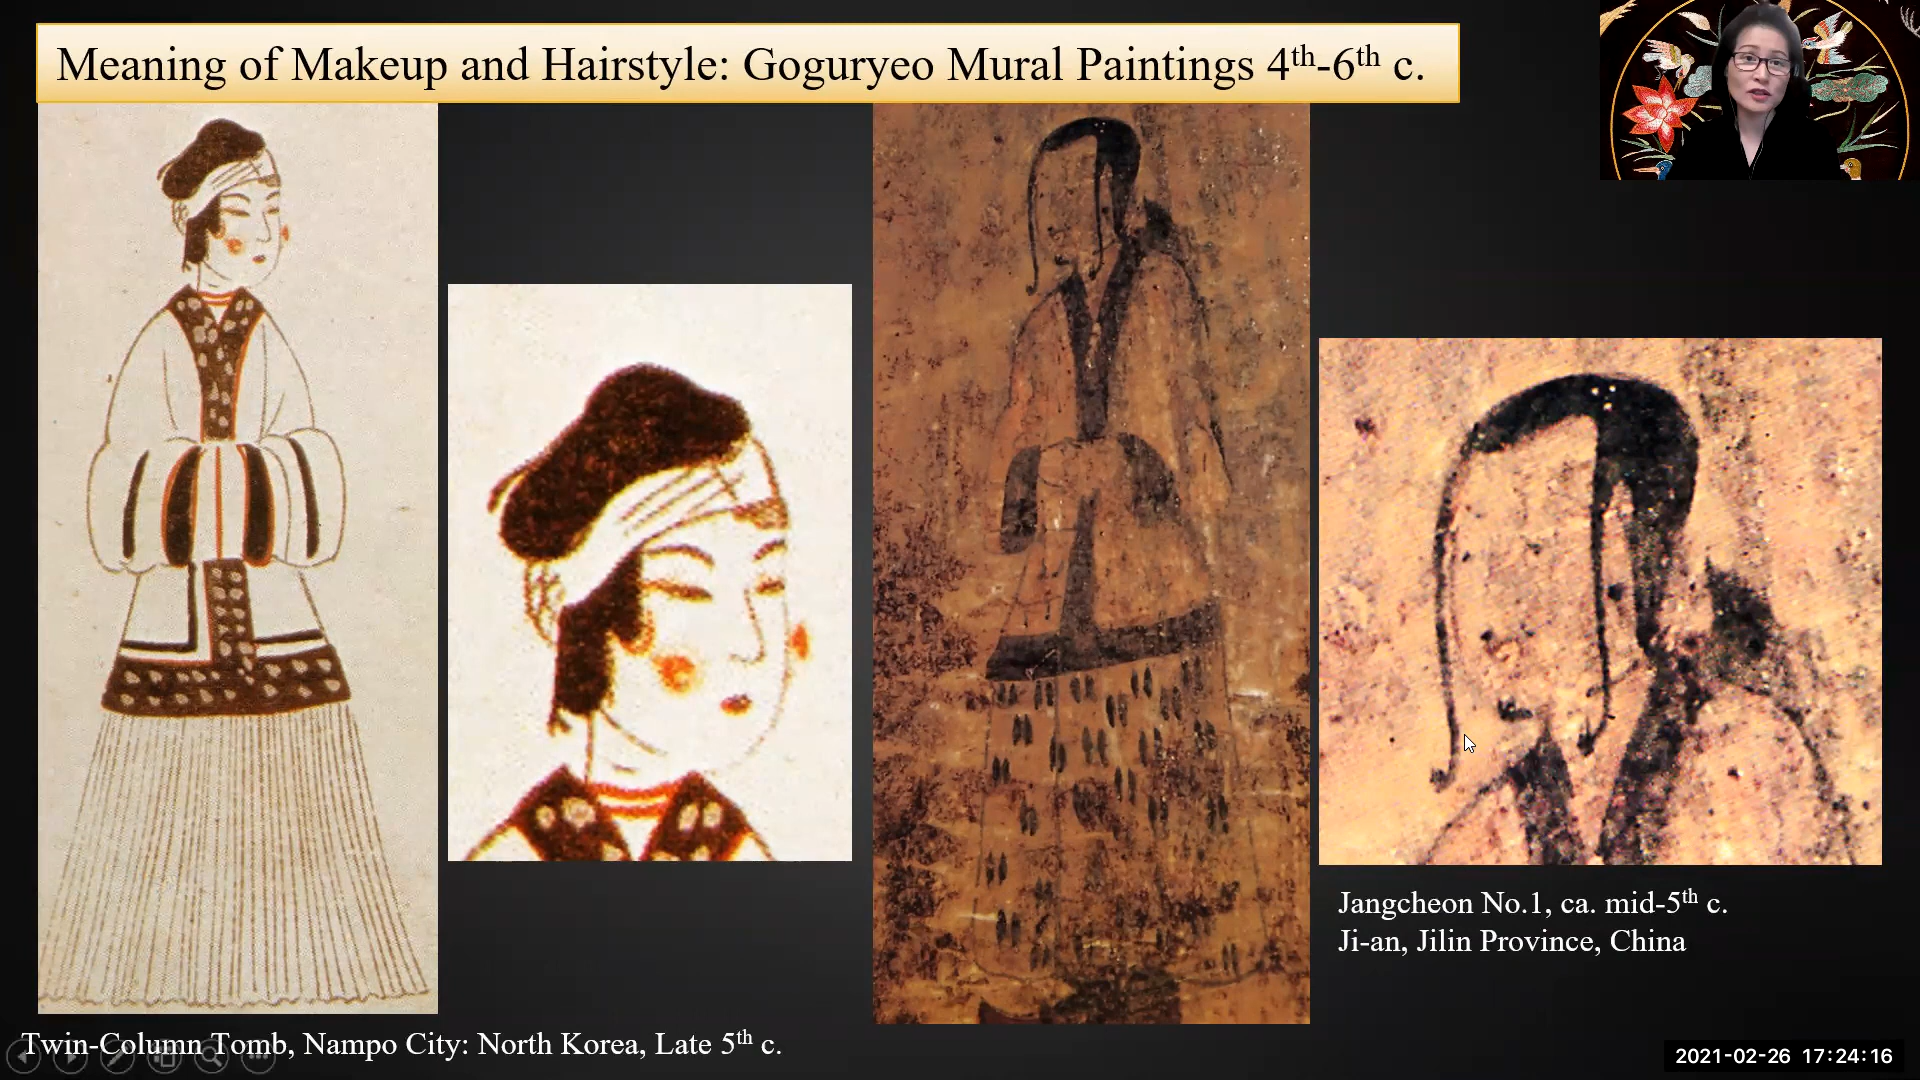 Meaning of Makeup and Hairstyle: Goguryeo Mural Paintings 4th-6th c.
Jangcheon No.1, ca. mid-5th c.
Ji-an, Jilin Province, China
Twin-Column Tomb, Nampo City: North Korea, Late 5th c.
2021-02-26 17:24:16